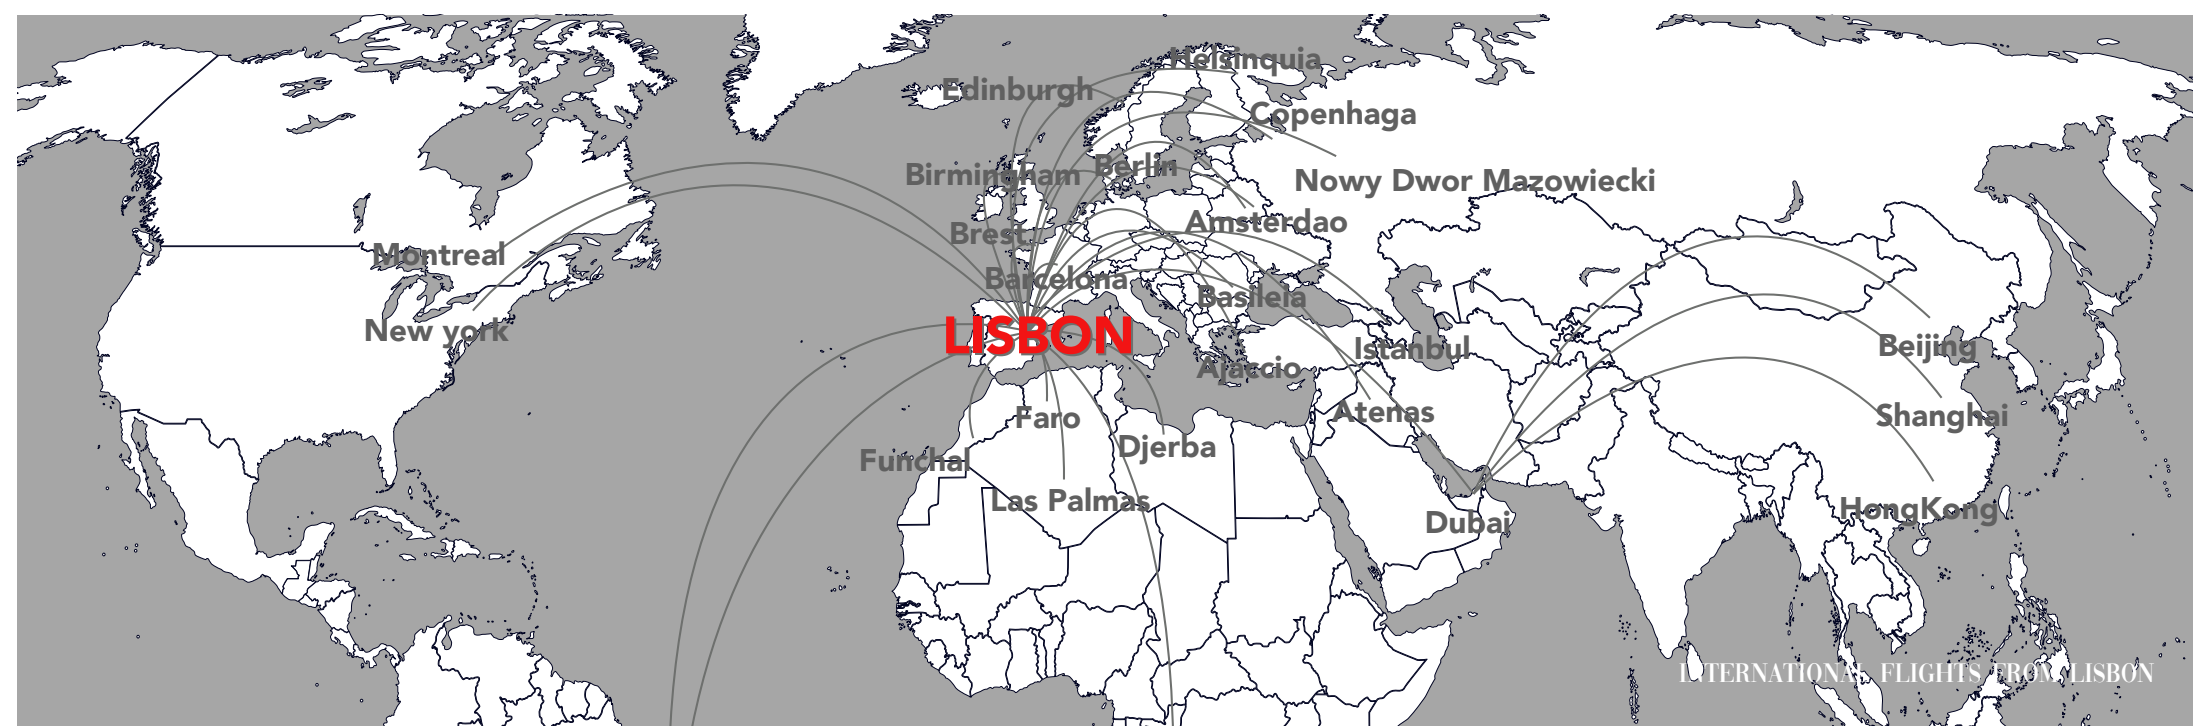 Helsinquia
Edinburgh
Copenhaga
Berlin
Birmingham
Nowy Dwor Mazowiecki
Amsterdao
Brest
Montreal
Barcelona
Basileia
New york
LISBON
Istanbul
Beijing
Ajaccio
Atenas
Shanghai
Faro
Djerba
Funchal
Las Palmas
HongKong
Dubai
INTERNATIONAL FLIGHTS FROM LISBON